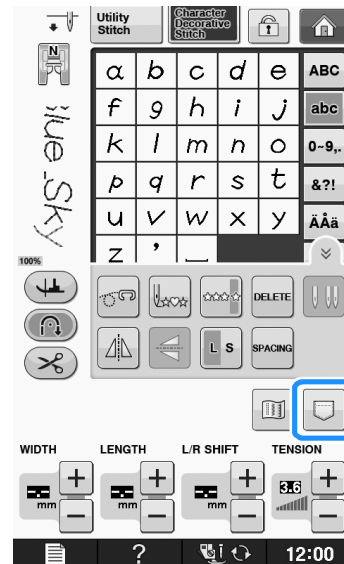 Utility Stitch
Character Decorative Stitch
N
a b c d e ABC
f g h i j abc
k l m n o 0~9,.
p q r s t &?!
u v w x y ÄÅä
z ’ _
Blue Sky
100%
DELETE
L S
SPACING
WIDTH LENGTH L/R SHIFT TENSION
+ + + +
mm mm mm 3.6
− − − −
? i 12:00